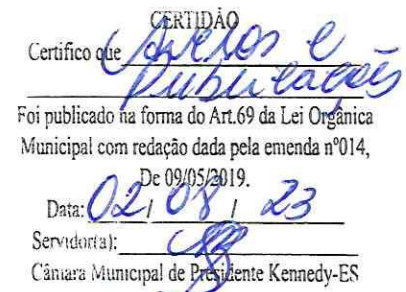 CERTIDÃO
Certifico que Avenos e
Publicações
Foi publicado na forma do Art.69 da Lei Orgânica
Municipal com redação dada pela emenda nº014,
De 09/05/2019.
Data: 02 / 08 / 23
Servidor(a):
Câmara Municipal de Presidente Kennedy-ES